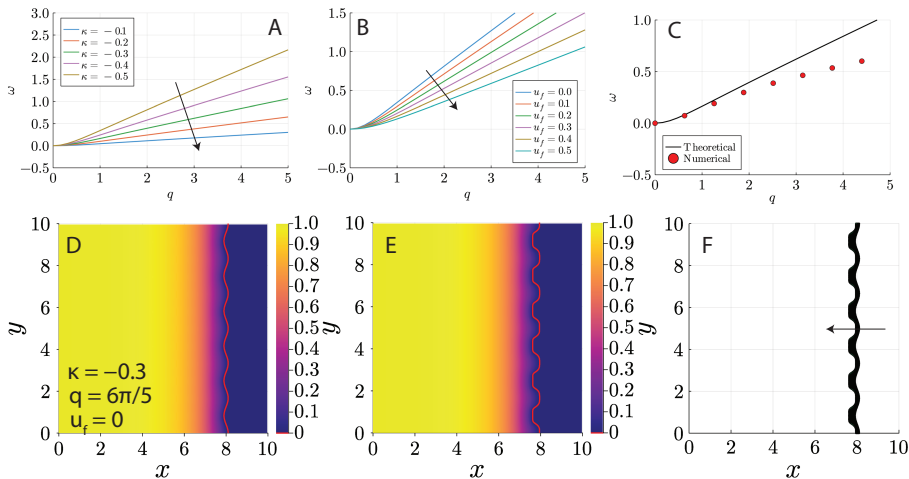 A
ω
3.0
2.5
2.0
1.5
1.0
0.5
0.0
−0.5
κ = − 0.1
κ = − 0.2
κ = − 0.3
κ = − 0.4
κ = − 0.5
0 1 2 3 4 5
q
B
ω
1.5
1.0
0.5
0.0
−0.5
u_f = 0.0
u_f = 0.1
u_f = 0.2
u_f = 0.3
u_f = 0.4
u_f = 0.5
0 1 2 3 4 5
q
C
ω
1.0
0.5
0.0
−0.5
Theoretical
Numerical
0 1 2 3 4 5
q
D
y
10
8
6
4
2
0
κ = −0.3
q = 6π/5
u_f = 0
0 2 4 6 8 10
x
1.0
0.9
0.8
0.7
0.6
0.5
0.4
0.3
0.2
0.1
0
E
y
10
8
6
4
2
0
0 2 4 6 8 10
x
1.0
0.9
0.8
0.7
0.6
0.5
0.4
0.3
0.2
0.1
0
F
y
10
8
6
4
2
0
0 2 4 6 8 10
x